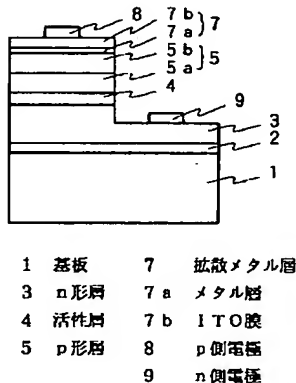 8 7b } 7
7a
5b } 5
5a
4
9
3
2
1
1 基板 7 拡散メタル層
3 n形層 7a メタル層
4 活性層 7b ITO膜
5 p形層 8 p側電極
9 n側電極